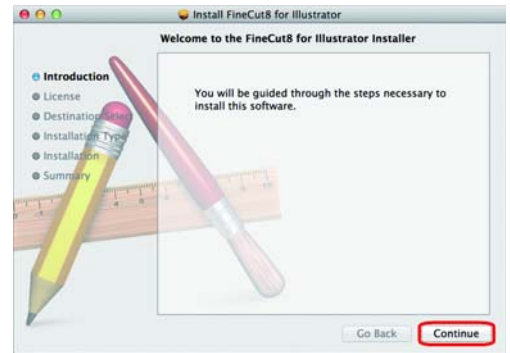 Install FineCut8 for Illustrator
Welcome to the FineCut8 for Illustrator Installer
Introduction
License
Destination Select
Installation Type
Installation
Summary
You will be guided through the steps necessary to
install this software.
Go Back
Continue